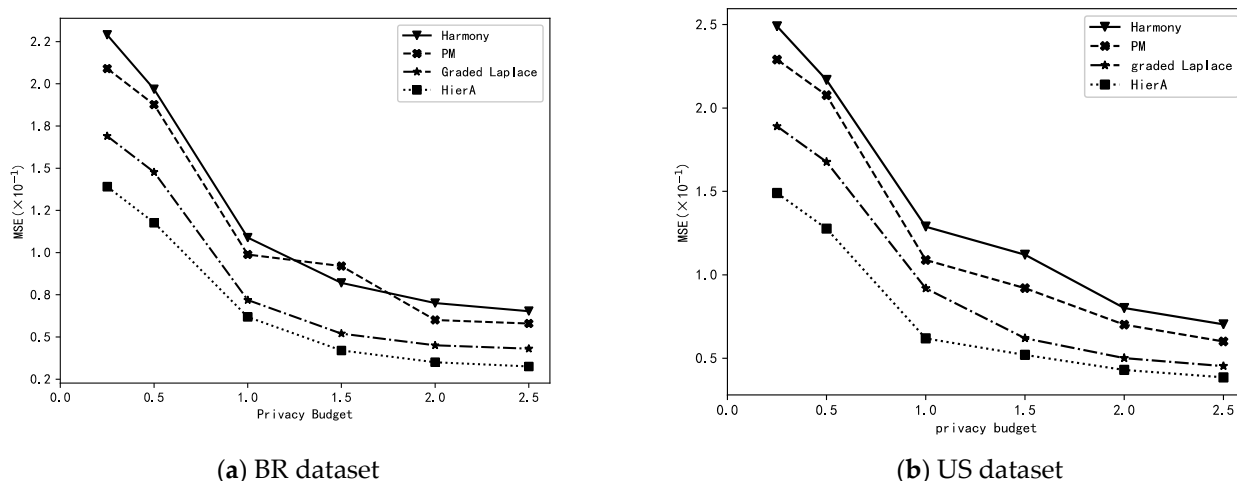 2.2
2.0
1.8
1.5
1.2
1.0
0.8
0.5
0.2
MSE(×10⁻¹)
0.0 0.5 1.0 1.5 2.0 2.5
Privacy Budget
Harmony
PM
Graded Laplace
HierA
(a) BR dataset
2.5
2.0
1.5
1.0
0.5
MSE(×10⁻¹)
0.0 0.5 1.0 1.5 2.0 2.5
privacy budget
Harmony
PM
graded Laplace
HierA
(b) US dataset